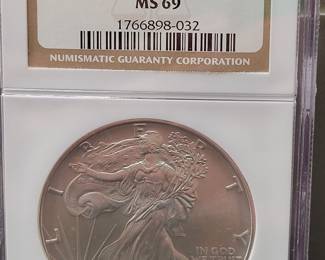 MS 69
1766898-032
NUMISMATIC GUARANTY CORPORATION
LIBERTY
IN GOD
WE TRUST